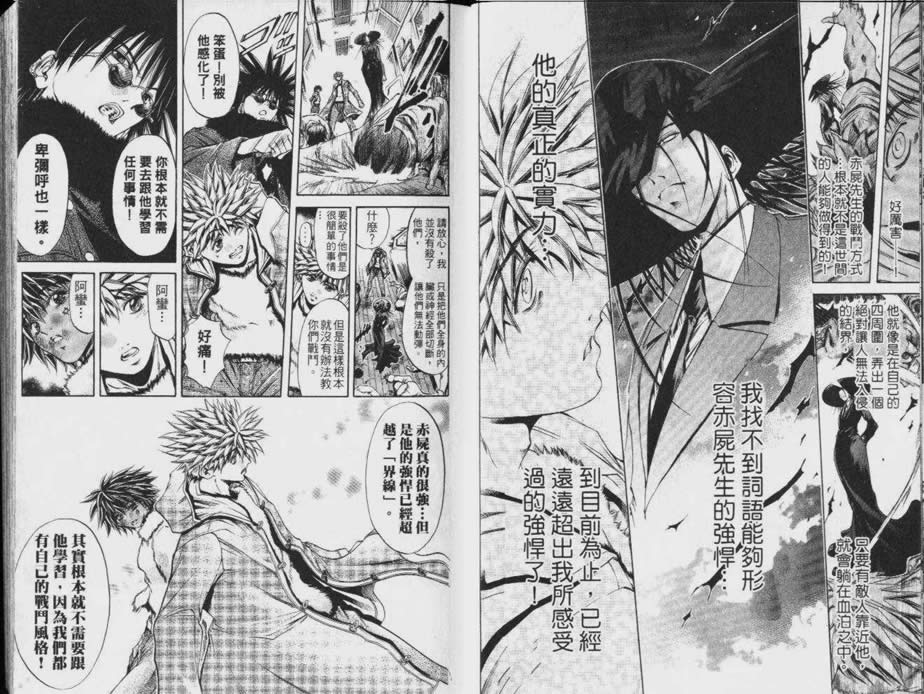 好厲害——
赤屍先生的戰鬥方式
…根本就不是這世間
的人能夠做得到的！
他就像是在自己的
四周圍，弄出一個
絕對讓人無法入侵
的結界，
只要有敵人靠近他，
就會躺在血泊之中。
我找不到詞語能夠形
容赤屍先生的強悍…
他的真正的實力…
到目前為止，已經
遠遠超出我所感受
過的強悍了！
請放心，我
並沒有殺了
他們，
只是把他們全身的內
臟或神經全部切斷，
讓他們無法動彈。
什麼？
要殺了他們是
很簡單的事情
…
但是這樣根本
就沒有辦法教
你們戰鬥。
笨蛋！別被
他感化了！
好痛！
你根本就不需
要去跟他學習
任何事情！
卑彌呼也一樣。
阿蠻…
阿蠻…
赤屍真的很強…但
是他的強悍已經超
越了「界線」。
其實根本就不需要跟
他學習，因為我們都
有自己的戰鬥風格！